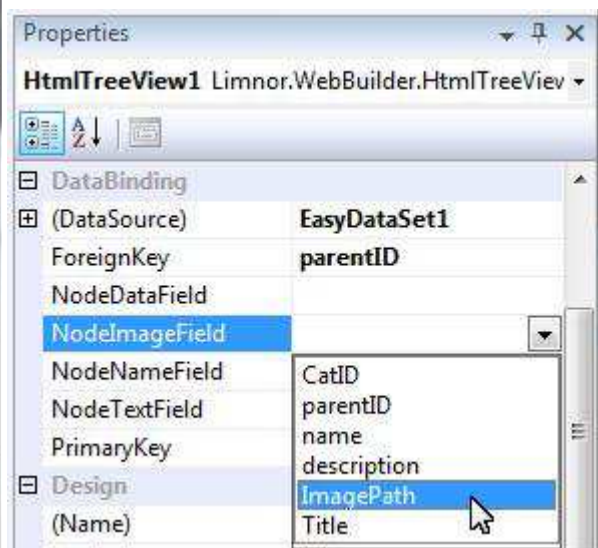 Properties
HtmlTreeView1 Limnor.WebBuilder.HtmlTreeViev
A
Z
DataBinding
(DataSource) EasyDataSet1
ForeignKey parentID
NodeDataField
NodeImageField
NodeNameField CatID
NodeTextField parentID
name
PrimaryKey description
Design ImagePath
(Name) Title